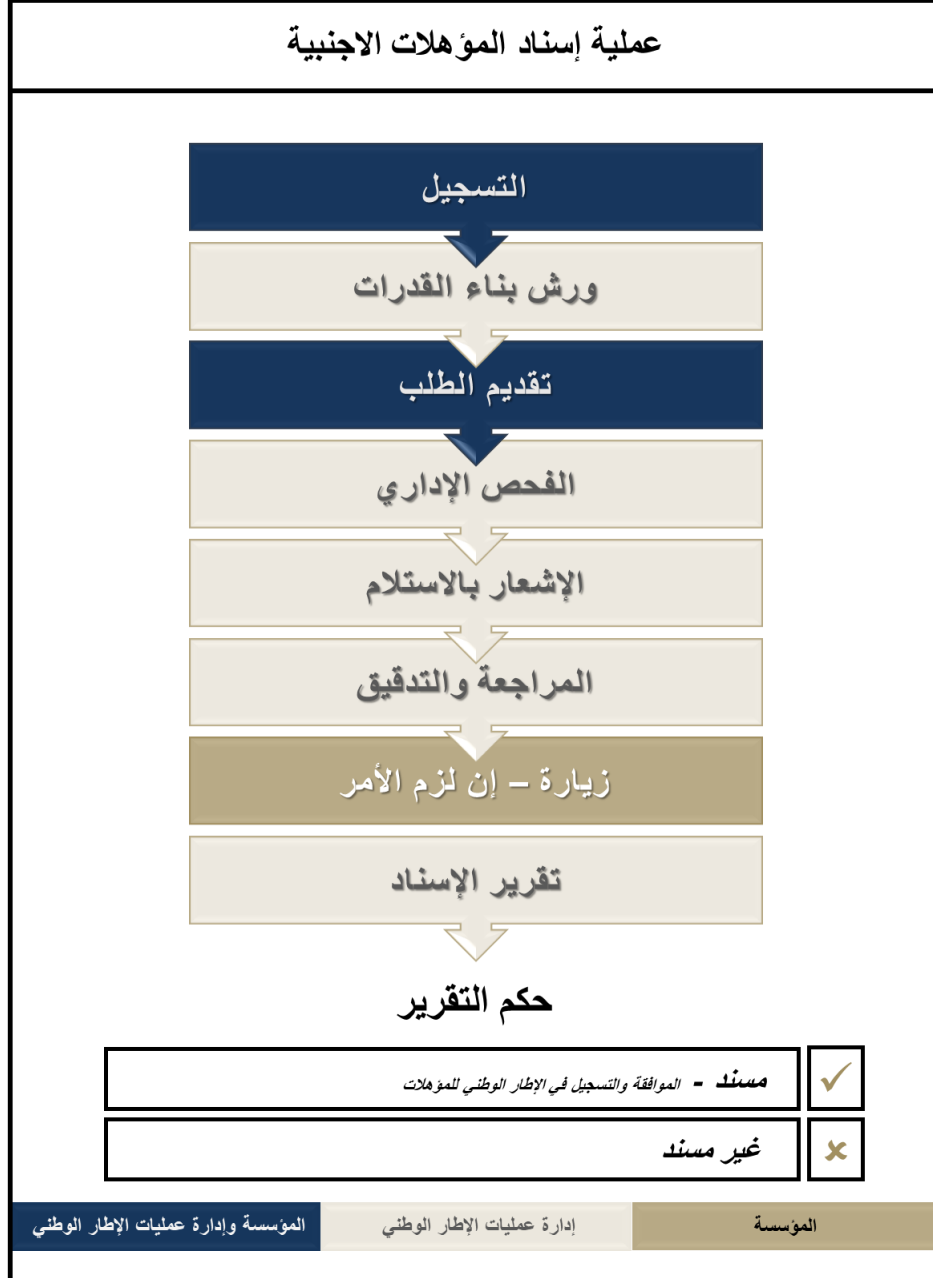 عملية إسناد المؤهلات الاجنبية
التسجيل
ورش بناء القدرات
تقديم الطلب
الفحص الإداري
الإشعار بالاستلام
المراجعة والتدقيق
زيارة – إن لزم الأمر
تقرير الإسناد
حكم التقرير
مسند - الموافقة والتسجيل في الإطار الوطني للمؤهلات
غير مسند
المؤسسة
إدارة عمليات الإطار الوطني
المؤسسة وإدارة عمليات الإطار الوطني